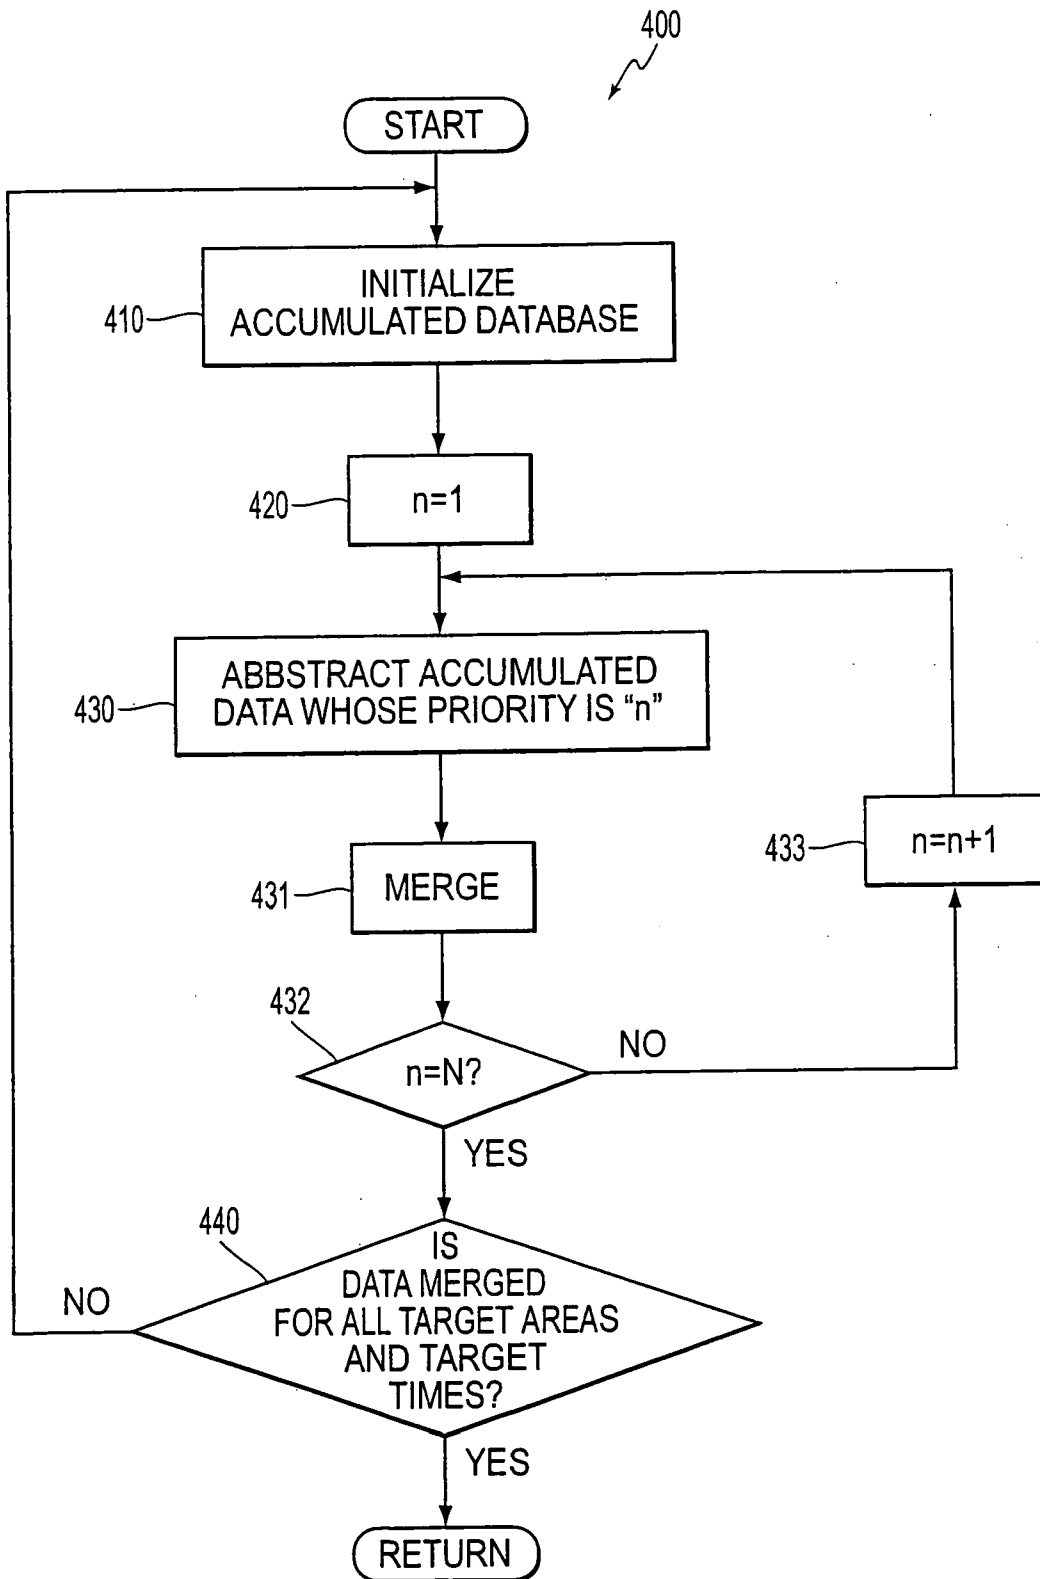 400
START
INITIALIZE
ACCUMULATED DATABASE
410
n=1
420
ABBSTRACT ACCUMULATED
DATA WHOSE PRIORITY IS “n”
430
n=n+1
433
MERGE
431
432
n=N?
NO
YES
440
IS
DATA MERGED
FOR ALL TARGET AREAS
AND TARGET
TIMES?
NO
YES
RETURN